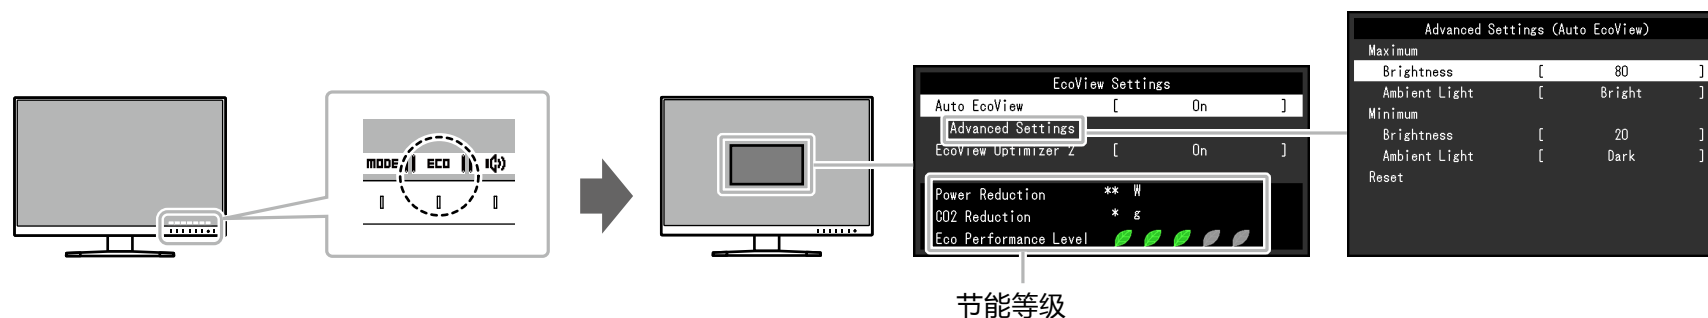 MODE ECO
EcoView Settings
Auto EcoView [ On ]
Advanced Settings
EcoView Optimizer 2 [ On ]
Power Reduction ** W
CO2 Reduction * g
Eco Performance Level
节能等级
Advanced Settings (Auto EcoView)
Maximum
Brightness [ 80 ]
Ambient Light [ Bright ]
Minimum
Brightness [ 20 ]
Ambient Light [ Dark ]
Reset